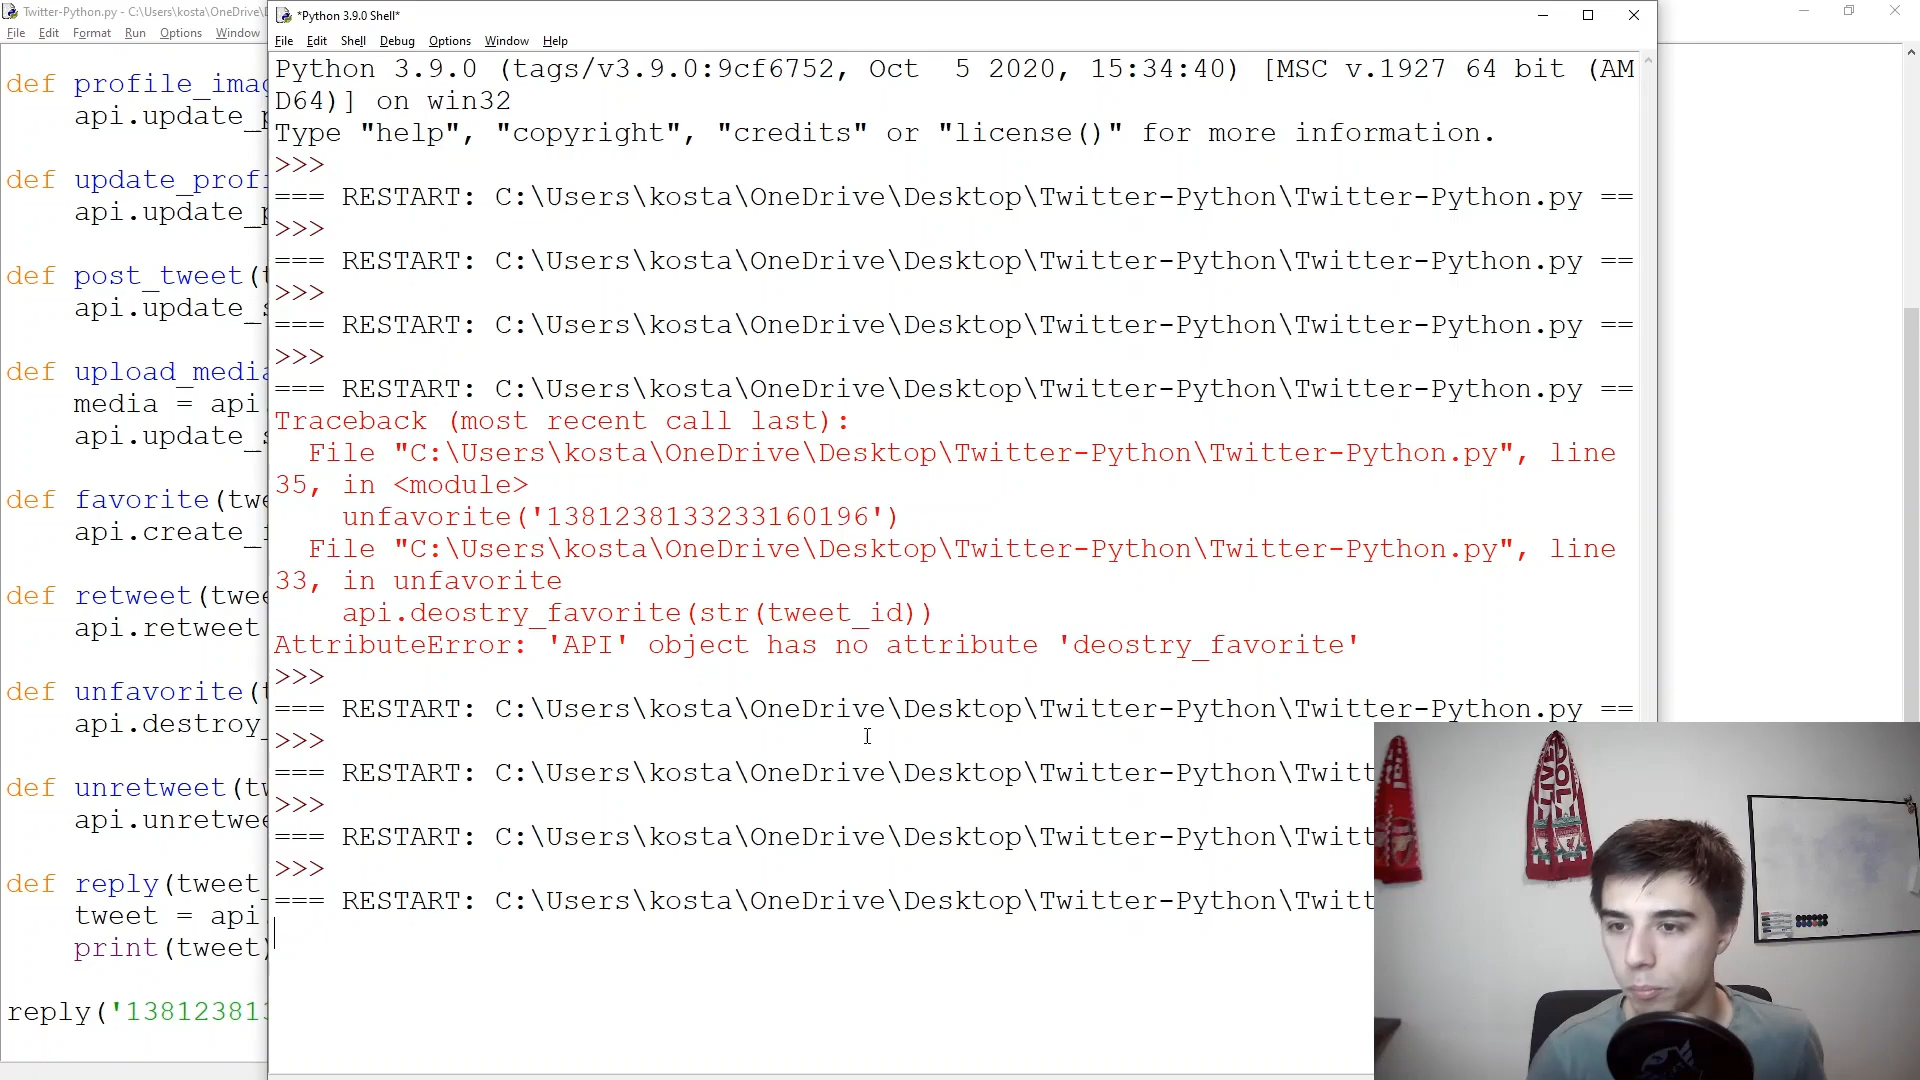 Twitter-Python.py - C:\Users\kosta\OneDrive\
File Edit Format Run Options Window
def profile_imag
api.update_p
def update_profi
api.update_p
def post_tweet(t
api.update_s
def upload_media
media = api.
api.update_s
def favorite(twe
api.create_f
def retweet(twee
api.retweet
def unfavorite(t
api.destroy_
def unretweet(tw
api.unretwee
def reply(tweet_
tweet = api.
print(tweet)
reply('138123813
*Python 3.9.0 Shell*
File Edit Shell Debug Options Window Help
Python 3.9.0 (tags/v3.9.0:9cf6752, Oct  5 2020, 15:34:40) [MSC v.1927 64 bit (AM
D64)] on win32
Type "help", "copyright", "credits" or "license()" for more information.
>>>
=== RESTART: C:\Users\kosta\OneDrive\Desktop\Twitter-Python\Twitter-Python.py ==
>>>
=== RESTART: C:\Users\kosta\OneDrive\Desktop\Twitter-Python\Twitter-Python.py ==
>>>
=== RESTART: C:\Users\kosta\OneDrive\Desktop\Twitter-Python\Twitter-Python.py ==
>>>
=== RESTART: C:\Users\kosta\OneDrive\Desktop\Twitter-Python\Twitter-Python.py ==
Traceback (most recent call last):
File "C:\Users\kosta\OneDrive\Desktop\Twitter-Python\Twitter-Python.py", line
35, in <module>
unfavorite('1381238133233160196')
File "C:\Users\kosta\OneDrive\Desktop\Twitter-Python\Twitter-Python.py", line
33, in unfavorite
api.deostry_favorite(str(tweet_id))
AttributeError: 'API' object has no attribute 'deostry_favorite'
>>>
=== RESTART: C:\Users\kosta\OneDrive\Desktop\Twitter-Python\Twitter-Python.py ==
>>>
=== RESTART: C:\Users\kosta\OneDrive\Desktop\Twitter-Python\Twitt
>>>
=== RESTART: C:\Users\kosta\OneDrive\Desktop\Twitter-Python\Twitt
>>>
=== RESTART: C:\Users\kosta\OneDrive\Desktop\Twitter-Python\Twitt